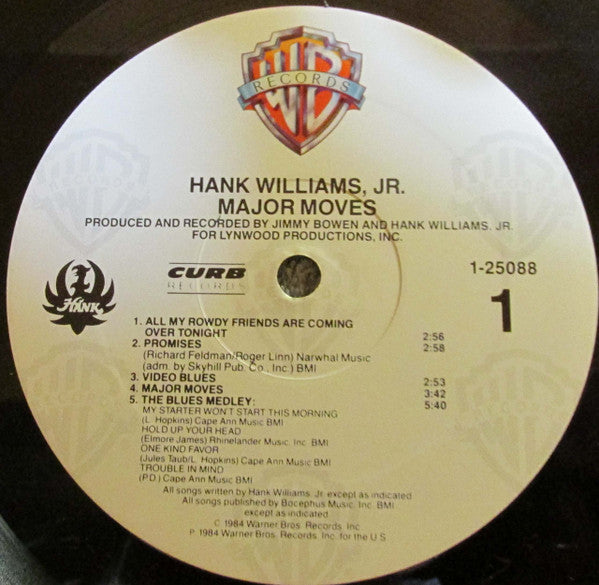 WB
RECORDS
HANK WILLIAMS, JR.
MAJOR MOVES
PRODUCED AND RECORDED BY JIMMY BOWEN AND HANK WILLIAMS, JR.
FOR LYNWOOD PRODUCTIONS, INC.
HANK
CURB
RECORDS
1-25088
1
1. ALL MY ROWDY FRIENDS ARE COMING
OVER TONIGHT 2:56
2. PROMISES 2:58
(Richard Feldman/Roger Linn) Narwhal Music
(adm. by Skyhill Pub. Co., Inc.) BMI
3. VIDEO BLUES 2:53
4. MAJOR MOVES 3:42
5. THE BLUES MEDLEY: 5:40
MY STARTER WON'T START THIS MORNING
(L. Hopkins) Cape Ann Music BMI
HOLD UP YOUR HEAD
(Elmore James) Rhinelander Music, Inc. BMI
ONE KIND FAVOR
(Jules Taub/L. Hopkins) Cape Ann Music BMI
TROUBLE IN MIND
(P.D.) Cape Ann Music BMI
All songs written by Hank Williams, Jr. except as indicated
All songs published by Bocephus Music, Inc. BMI
except as indicated
© 1984 Warner Bros. Records Inc.
℗ 1984 Warner Bros. Records Inc. for the U.S.